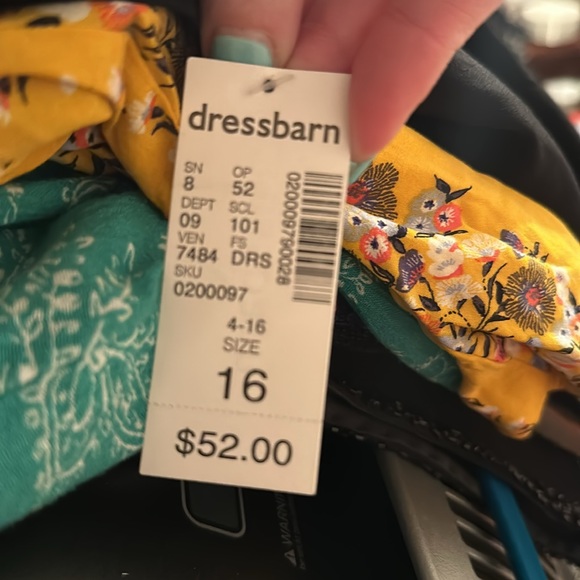 dressbarn
SN OP
8 52
DEPT SCL
09 101
VEN FS
7484 DRS
SKU
0200097
020009790028
4-16
SIZE
16
$52.00